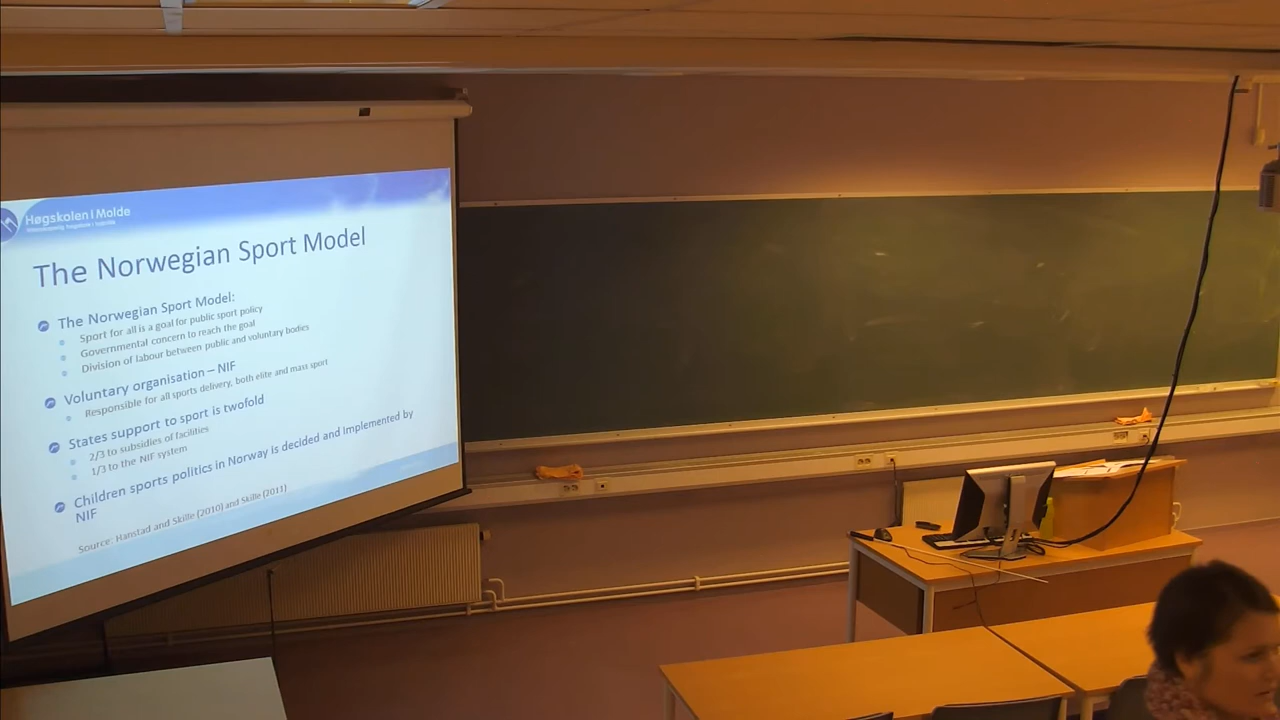 Høgskolen i Molde
Vitenskapelig høgskole i logistikk
The Norwegian Sport Model
The Norwegian Sport Model:
Sport for all is a goal for public sport policy
Governmental concern to reach the goal
Division of labour between public and voluntary bodies
Voluntary organisation – NIF
Responsible for all sports delivery, both elite and mass sport
States support to sport is twofold
2/3 to subsidies of facilities
1/3 to the NIF system
Children sports politics in Norway is decided and implemented by
NIF
Source: Hanstad and Skille (2010) and Skille (2011)